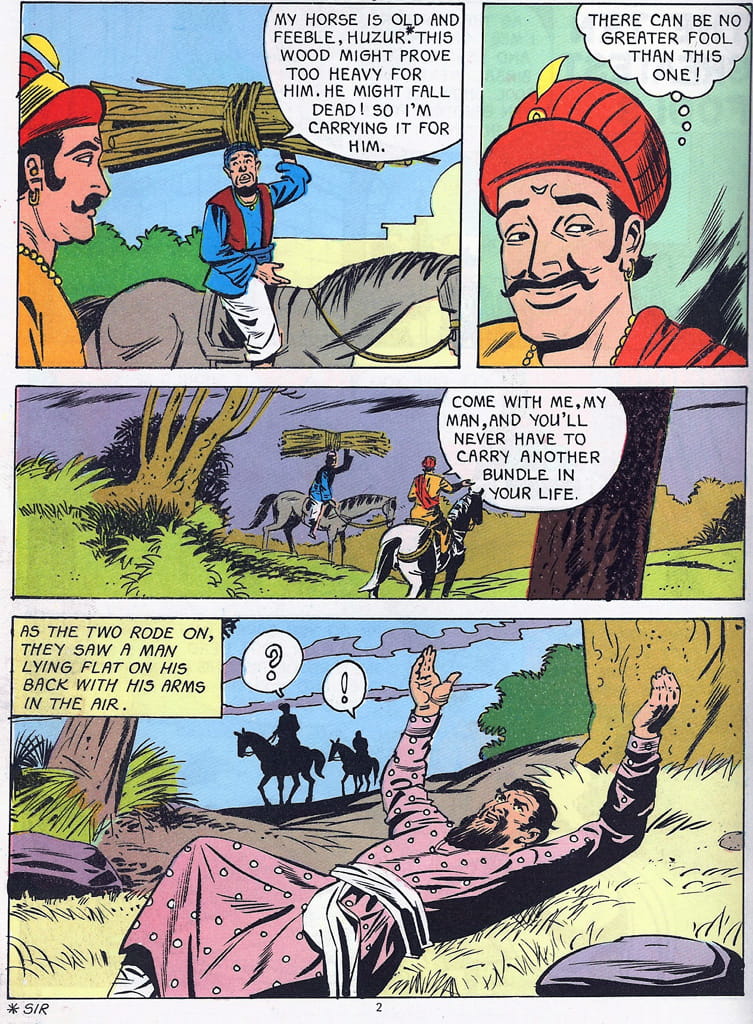 MY HORSE IS OLD AND
FEEBLE, HUZUR.* THIS
WOOD MIGHT PROVE
TOO HEAVY FOR
HIM. HE MIGHT FALL
DEAD! SO I'M
CARRYING IT FOR
HIM.
THERE CAN BE NO
GREATER FOOL
THAN THIS
ONE!
COME WITH ME, MY
MAN, AND YOU'LL
NEVER HAVE TO
CARRY ANOTHER
BUNDLE IN
YOUR LIFE.
AS THE TWO RODE ON,
THEY SAW A MAN
LYING FLAT ON HIS
BACK WITH HIS ARMS
IN THE AIR.
?
!
* SIR
2